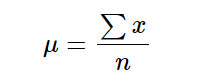 μ = ∑ x / n